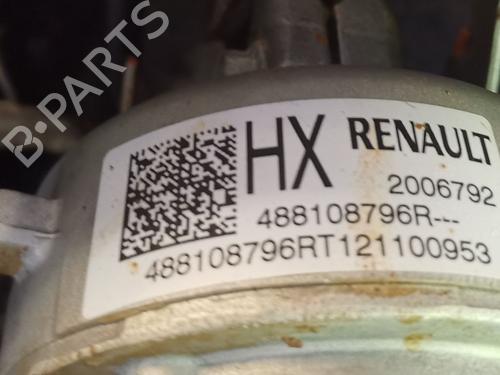 B-PARTS
HX RENAULT
2006792
488108796R---
488108796RT121100953